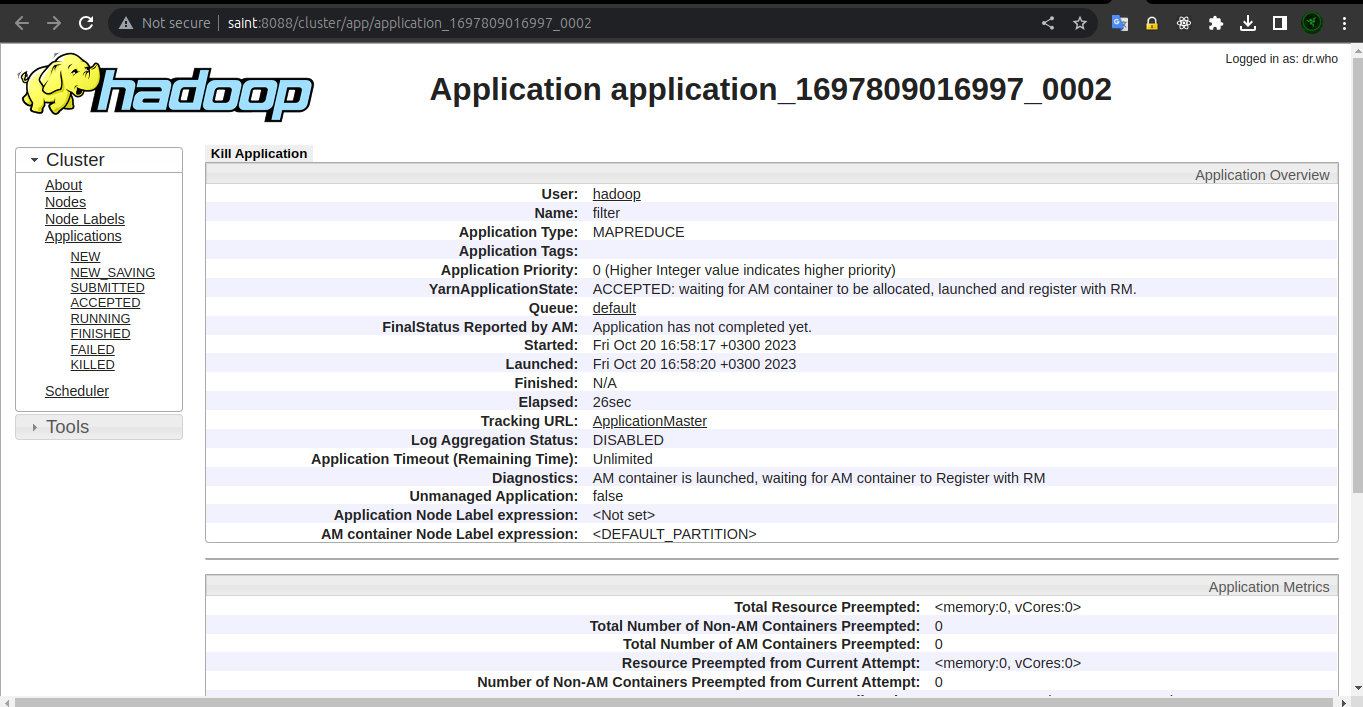 Not secure saint:8088/cluster/app/application_1697809016997_0002
Logged in as: dr.who
hadoop
Application application_1697809016997_0002
Cluster
About
Nodes
Node Labels
Applications
NEW
NEW_SAVING
SUBMITTED
ACCEPTED
RUNNING
FINISHED
FAILED
KILLED
Scheduler
Tools
Kill Application
Application Overview
User: hadoop
Name: filter
Application Type: MAPREDUCE
Application Tags:
Application Priority: 0 (Higher Integer value indicates higher priority)
YarnApplicationState: ACCEPTED: waiting for AM container to be allocated, launched and register with RM.
Queue: default
FinalStatus Reported by AM: Application has not completed yet.
Started: Fri Oct 20 16:58:17 +0300 2023
Launched: Fri Oct 20 16:58:20 +0300 2023
Finished: N/A
Elapsed: 26sec
Tracking URL: ApplicationMaster
Log Aggregation Status: DISABLED
Application Timeout (Remaining Time): Unlimited
Diagnostics: AM container is launched, waiting for AM container to Register with RM
Unmanaged Application: false
Application Node Label expression: <Not set>
AM container Node Label expression: <DEFAULT_PARTITION>
Application Metrics
Total Resource Preempted: <memory:0, vCores:0>
Total Number of Non-AM Containers Preempted: 0
Total Number of AM Containers Preempted: 0
Resource Preempted from Current Attempt: <memory:0, vCores:0>
Number of Non-AM Containers Preempted from Current Attempt: 0